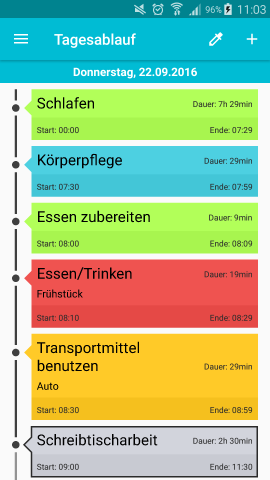 96% 11:03
Tagesablauf
Donnerstag, 22.09.2016
Schlafen Dauer: 7h 29min
Start: 00:00 Ende: 07:29
Körperpflege Dauer: 29min
Start: 07:30 Ende: 07:59
Essen zubereiten Dauer: 9min
Start: 08:00 Ende: 08:09
Essen/Trinken Dauer: 19min
Frühstück
Start: 08:10 Ende: 08:29
Transportmittel
benutzen Dauer: 29min
Auto
Start: 08:30 Ende: 08:59
Schreibtischarbeit Dauer: 2h 30min
Start: 09:00 Ende: 11:30